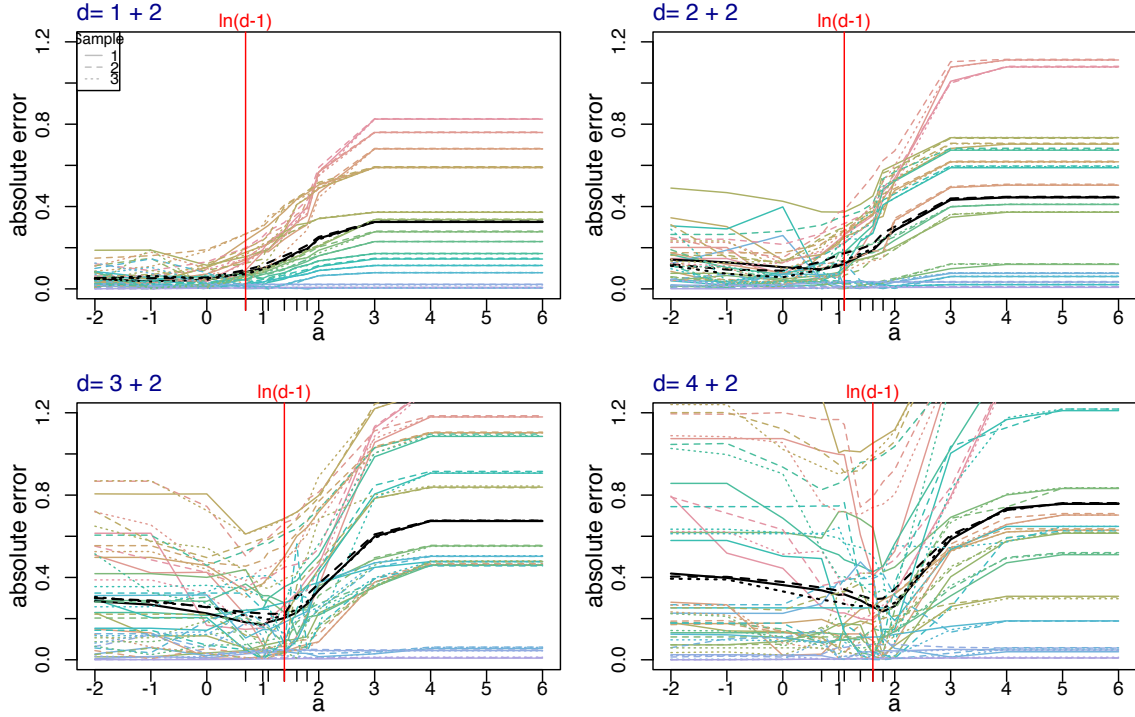 d= 1 + 2
ln(d-1)
Sample
1
2
3
absolute error
0.0 0.4 0.8 1.2
-2 -1 0 1 2 3 4 5 6
a
d= 2 + 2
ln(d-1)
absolute error
0.0 0.4 0.8 1.2
-2 -1 0 1 2 3 4 5 6
a
d= 3 + 2
ln(d-1)
absolute error
0.0 0.4 0.8 1.2
-2 -1 0 1 2 3 4 5 6
a
d= 4 + 2
ln(d-1)
absolute error
0.0 0.4 0.8 1.2
-2 -1 0 1 2 3 4 5 6
a